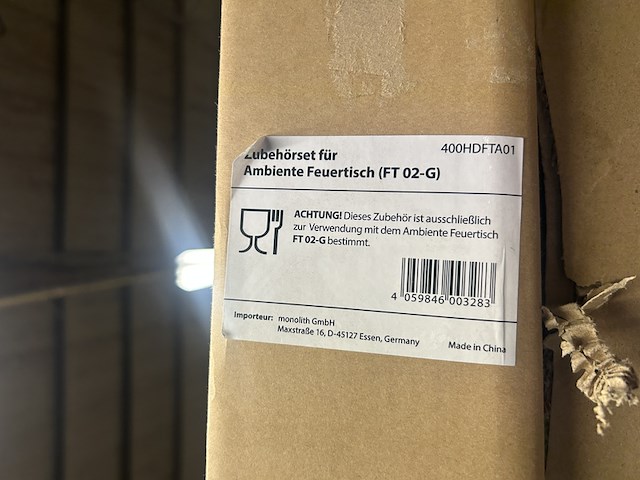 Zubehörset für
400HDFTA01
Ambiente Feuertisch (FT 02-G)
ACHTUNG! Dieses Zubehör ist ausschließlich
zur Verwendung mit dem Ambiente Feuertisch
FT 02-G bestimmt.
4 059846 003283
Importeur: monolith GmbH
Maxstraße 16, D-45127 Essen, Germany
Made in China